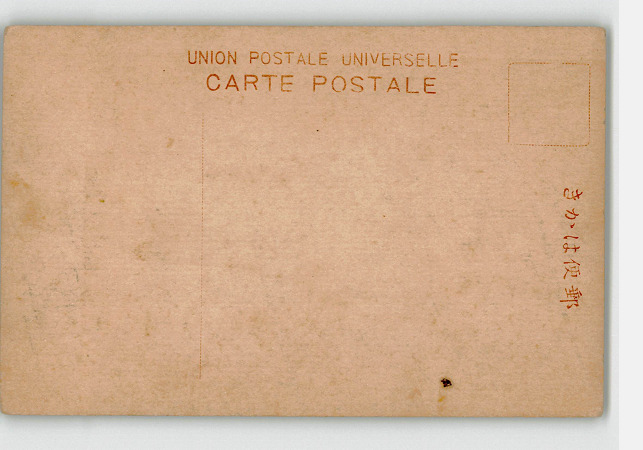 UNION POSTALE UNIVERSELLE
CARTE POSTALE
きかは便郵